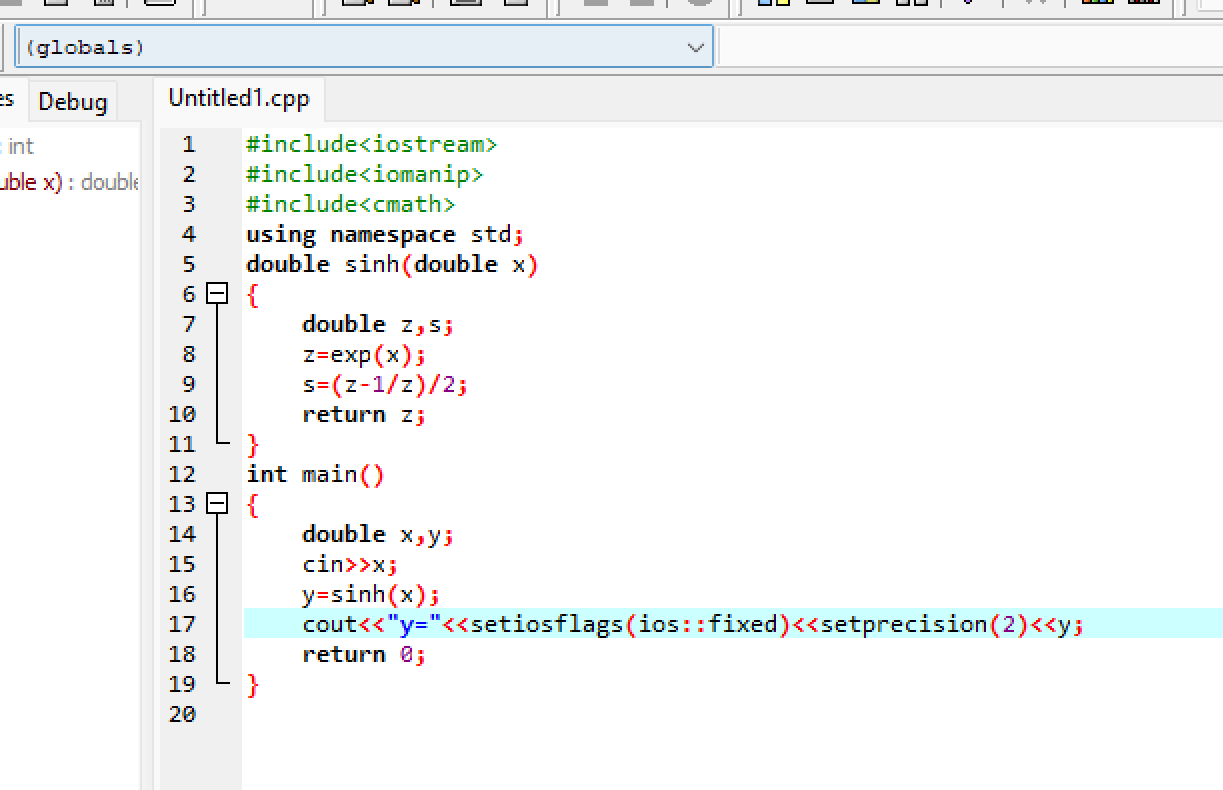 (globals)
es Debug Untitled1.cpp
: int
uble x) : double
1 #include<iostream>
2 #include<iomanip>
3 #include<cmath>
4 using namespace std;
5 double sinh(double x)
6 {
7 double z,s;
8 z=exp(x);
9 s=(z-1/z)/2;
10 return z;
11 }
12 int main()
13 {
14 double x,y;
15 cin>>x;
16 y=sinh(x);
17 cout<<"y="<<setiosflags(ios::fixed)<<setprecision(2)<<y;
18 return 0;
19 }
20